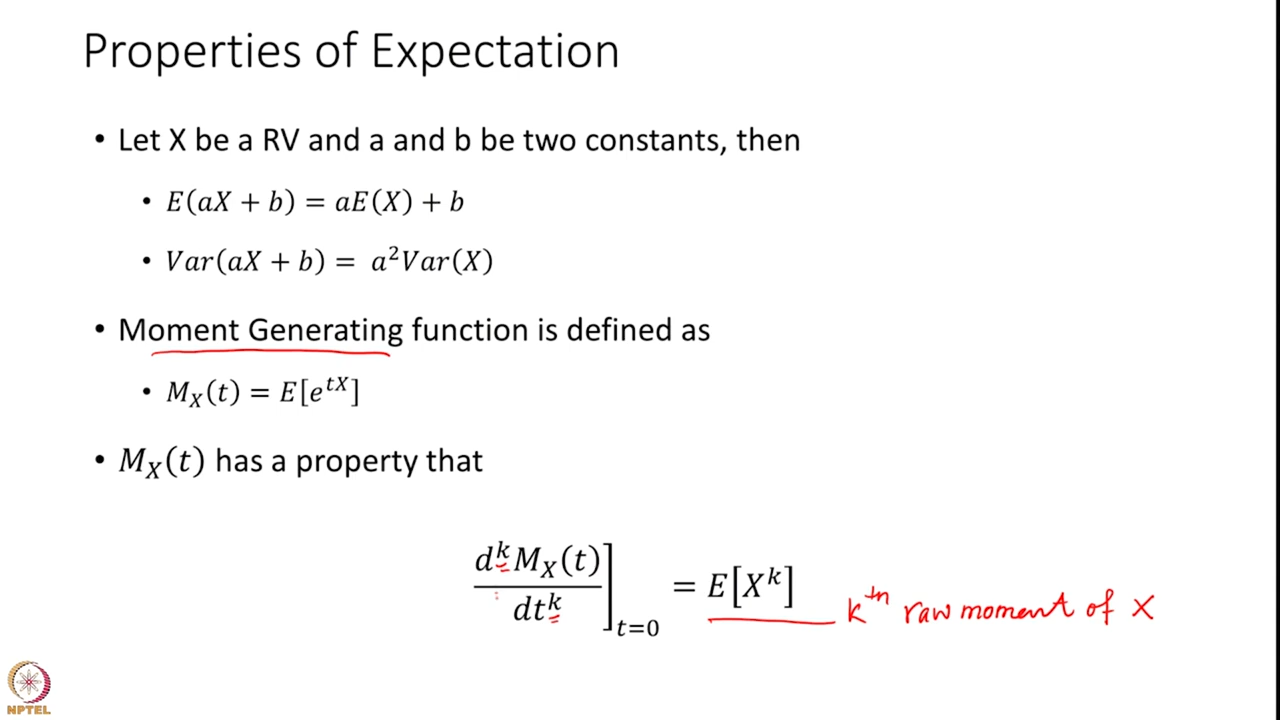 Properties of Expectation
• Let X be a RV and a and b be two constants, then
• E(aX + b) = aE(X) + b
• Var(aX + b) = a²Var(X)
• Moment Generating function is defined as
• M_X(t) = E[e^{tX}]
• M_X(t) has a property that
d^k M_X(t) / dt^k ]_{t=0} = E[X^k] kth raw moment of X
NPTEL